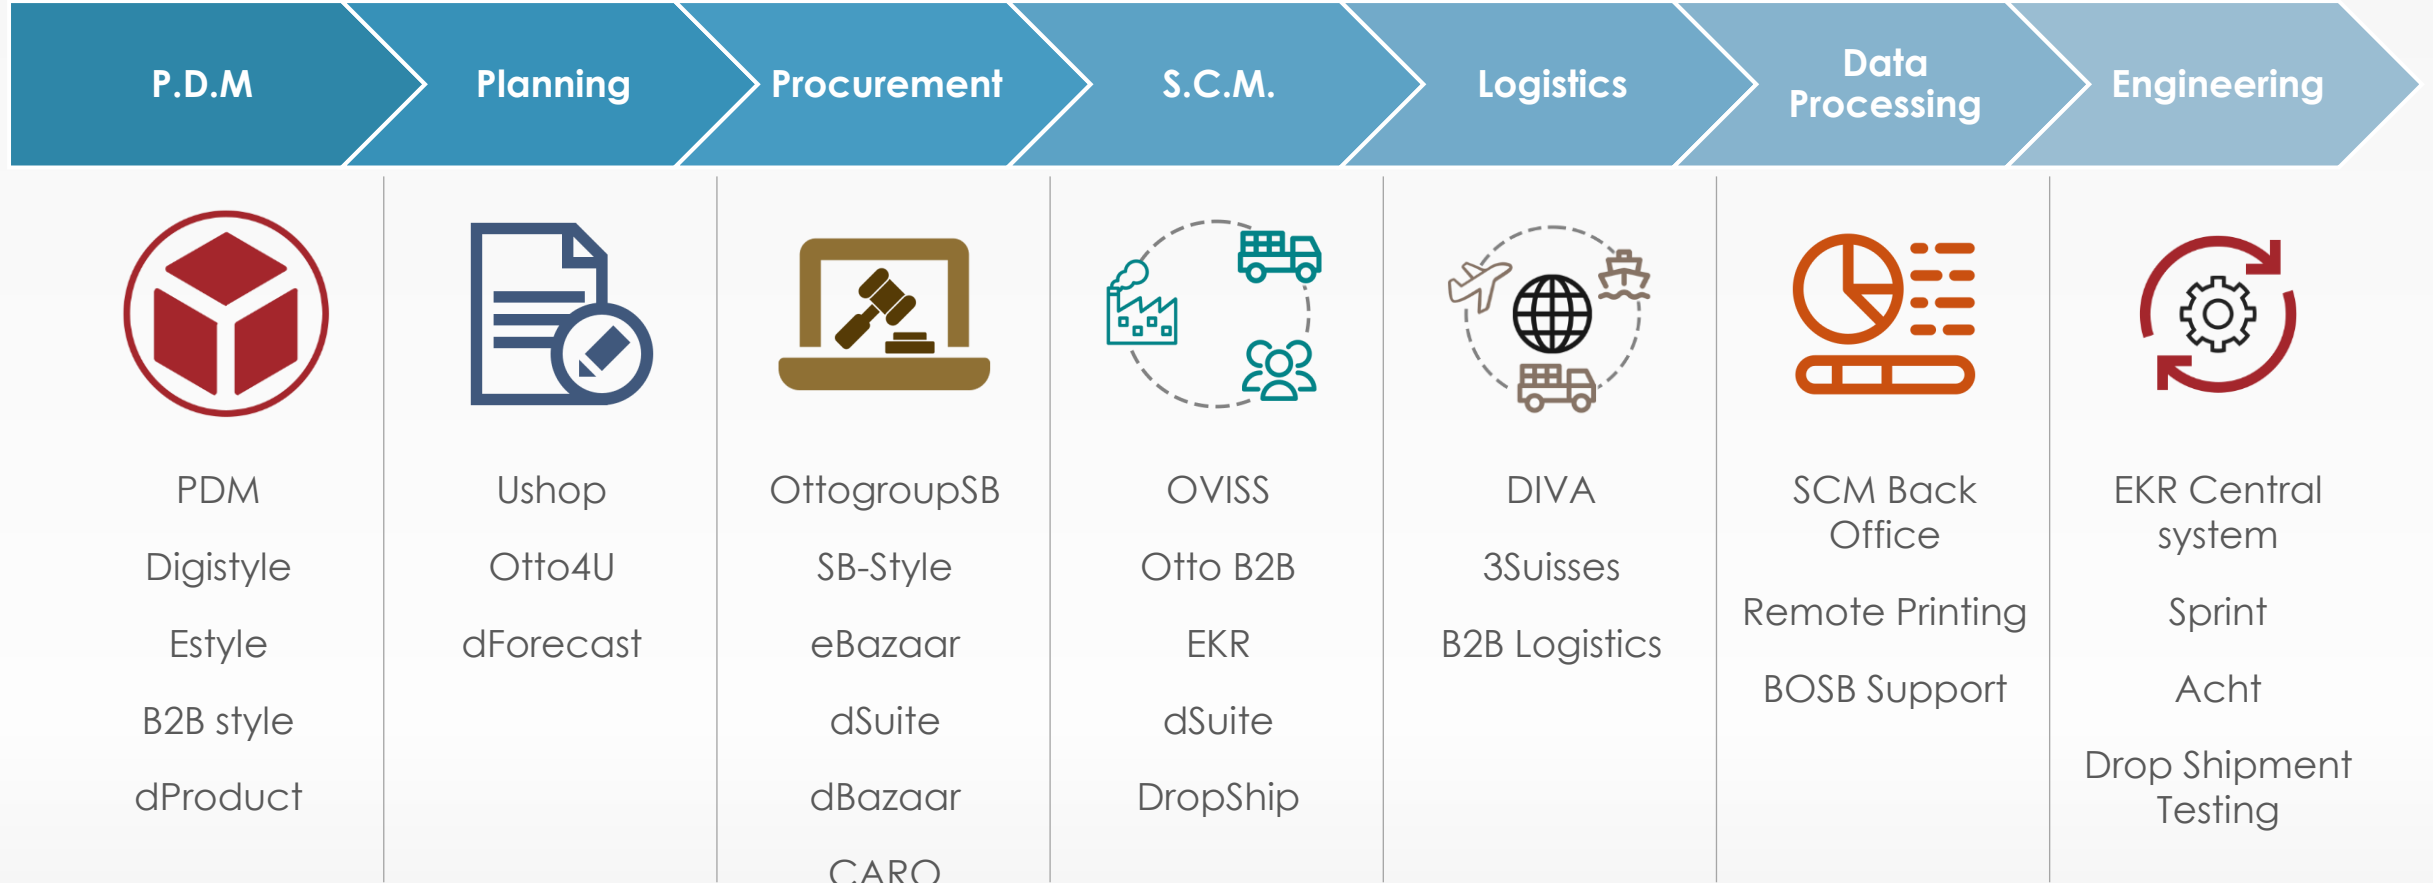 P.D.M
Planning
Procurement
S.C.M.
Logistics
Data
Processing
Engineering
PDM
Digistyle
Estyle
B2B style
dProduct
Ushop
Otto4U
dForecast
OttogroupSB
SB-Style
eBazaar
dSuite
dBazaar
CARO
OVISS
Otto B2B
EKR
dSuite
DropShip
DIVA
3Suisses
B2B Logistics
SCM Back
Office
Remote Printing
BOSB Support
EKR Central
system
Sprint
Acht
Drop Shipment
Testing